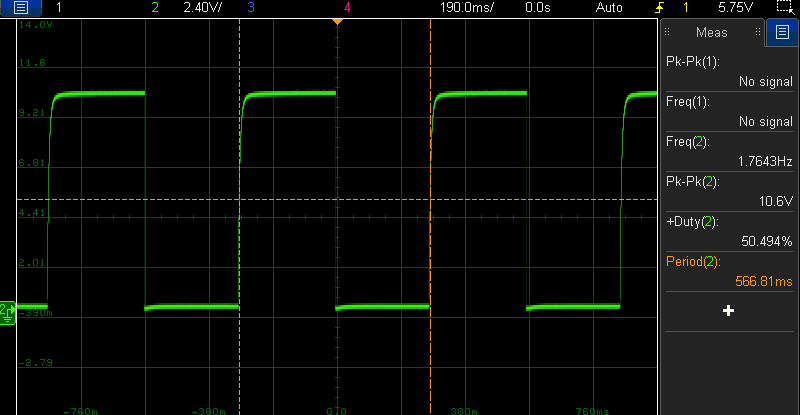 1 2 2.40V/ 3 4 190.0ms/ 0.0s Auto 1 5.75V
14.0V
11.6
9.21
6.81
4.41
2.01
-390m
-2.79
2
-760m -380m 0.0 380m 760ms
Meas
Pk-Pk(1):
No signal
Freq(1):
No signal
Freq(2):
1.7643Hz
Pk-Pk(2):
10.6V
+Duty(2):
50.494%
Period(2):
566.81ms